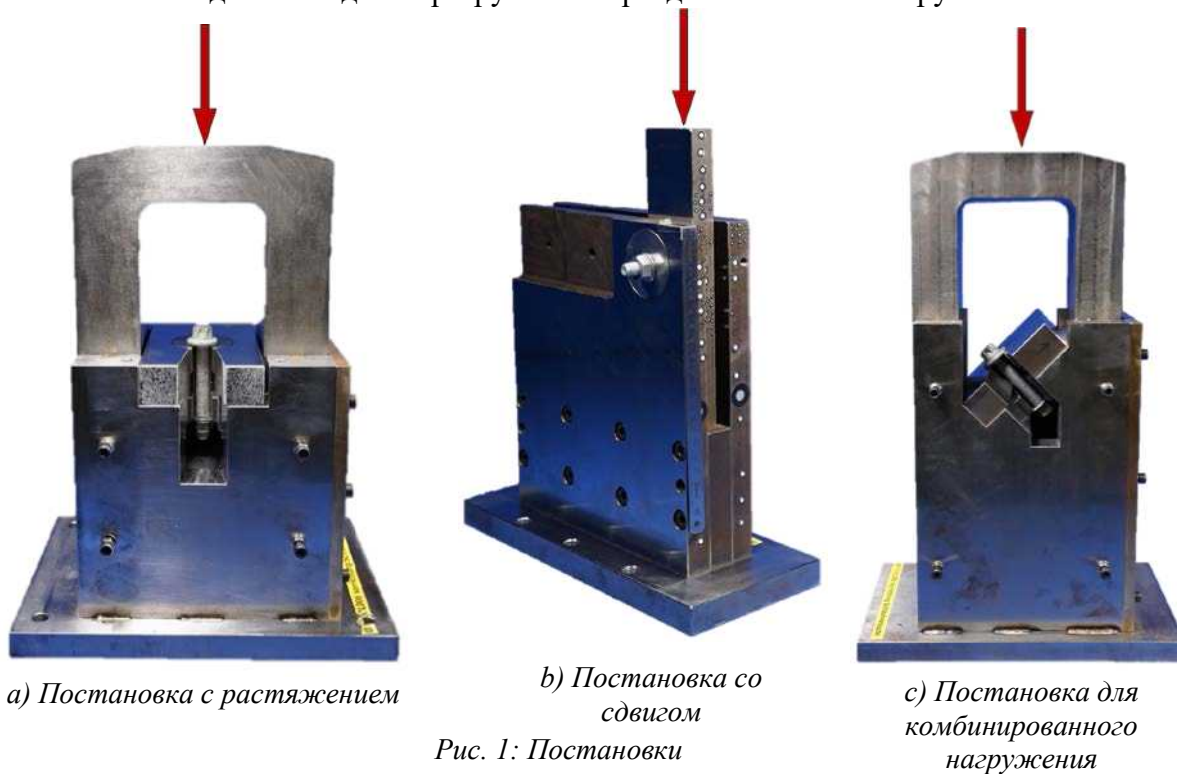 a) Постановка с растяжением
b) Постановка со
сдвигом
c) Постановка для
комбинированного
нагружения
Рис. 1: Постановки